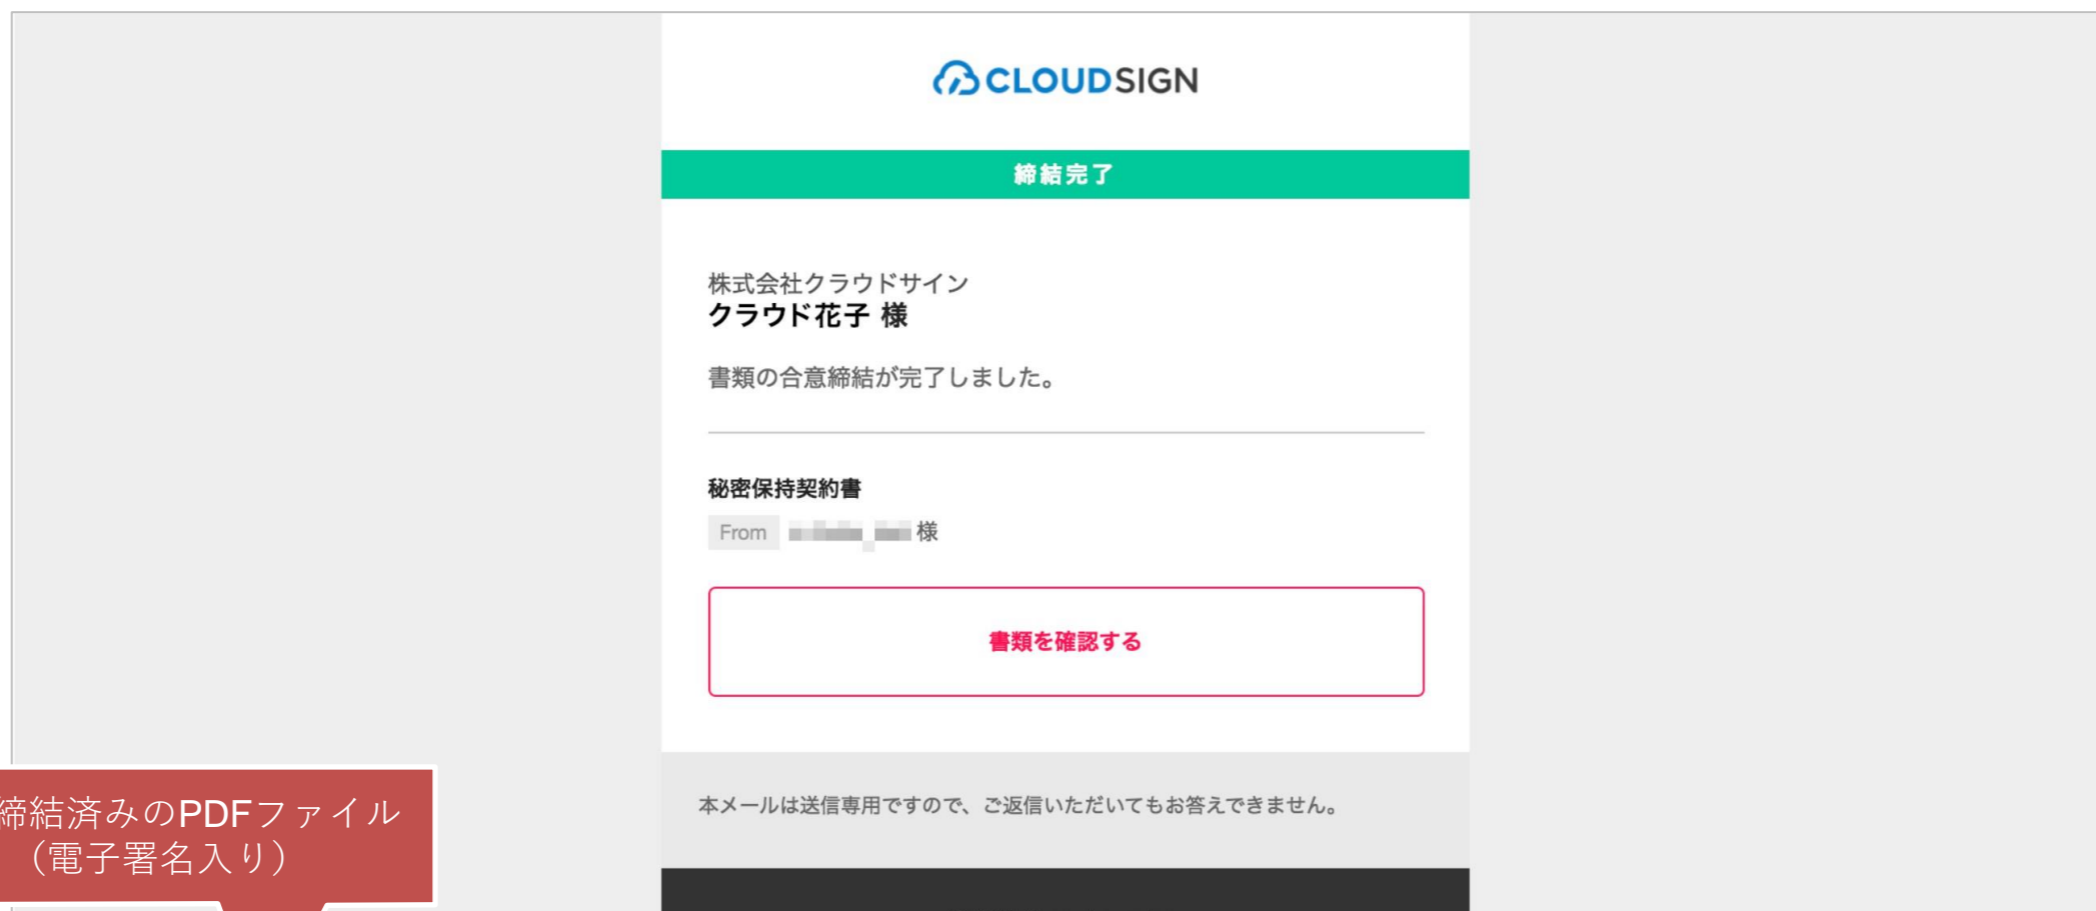 CLOUDSIGN
締結完了
株式会社クラウドサイン
クラウド花子 様
書類の合意締結が完了しました。
秘密保持契約書
From 様
書類を確認する
本メールは送信専用ですので、ご返信いただいてもお答えできません。
締結済みのPDFファイル
（電子署名入り）